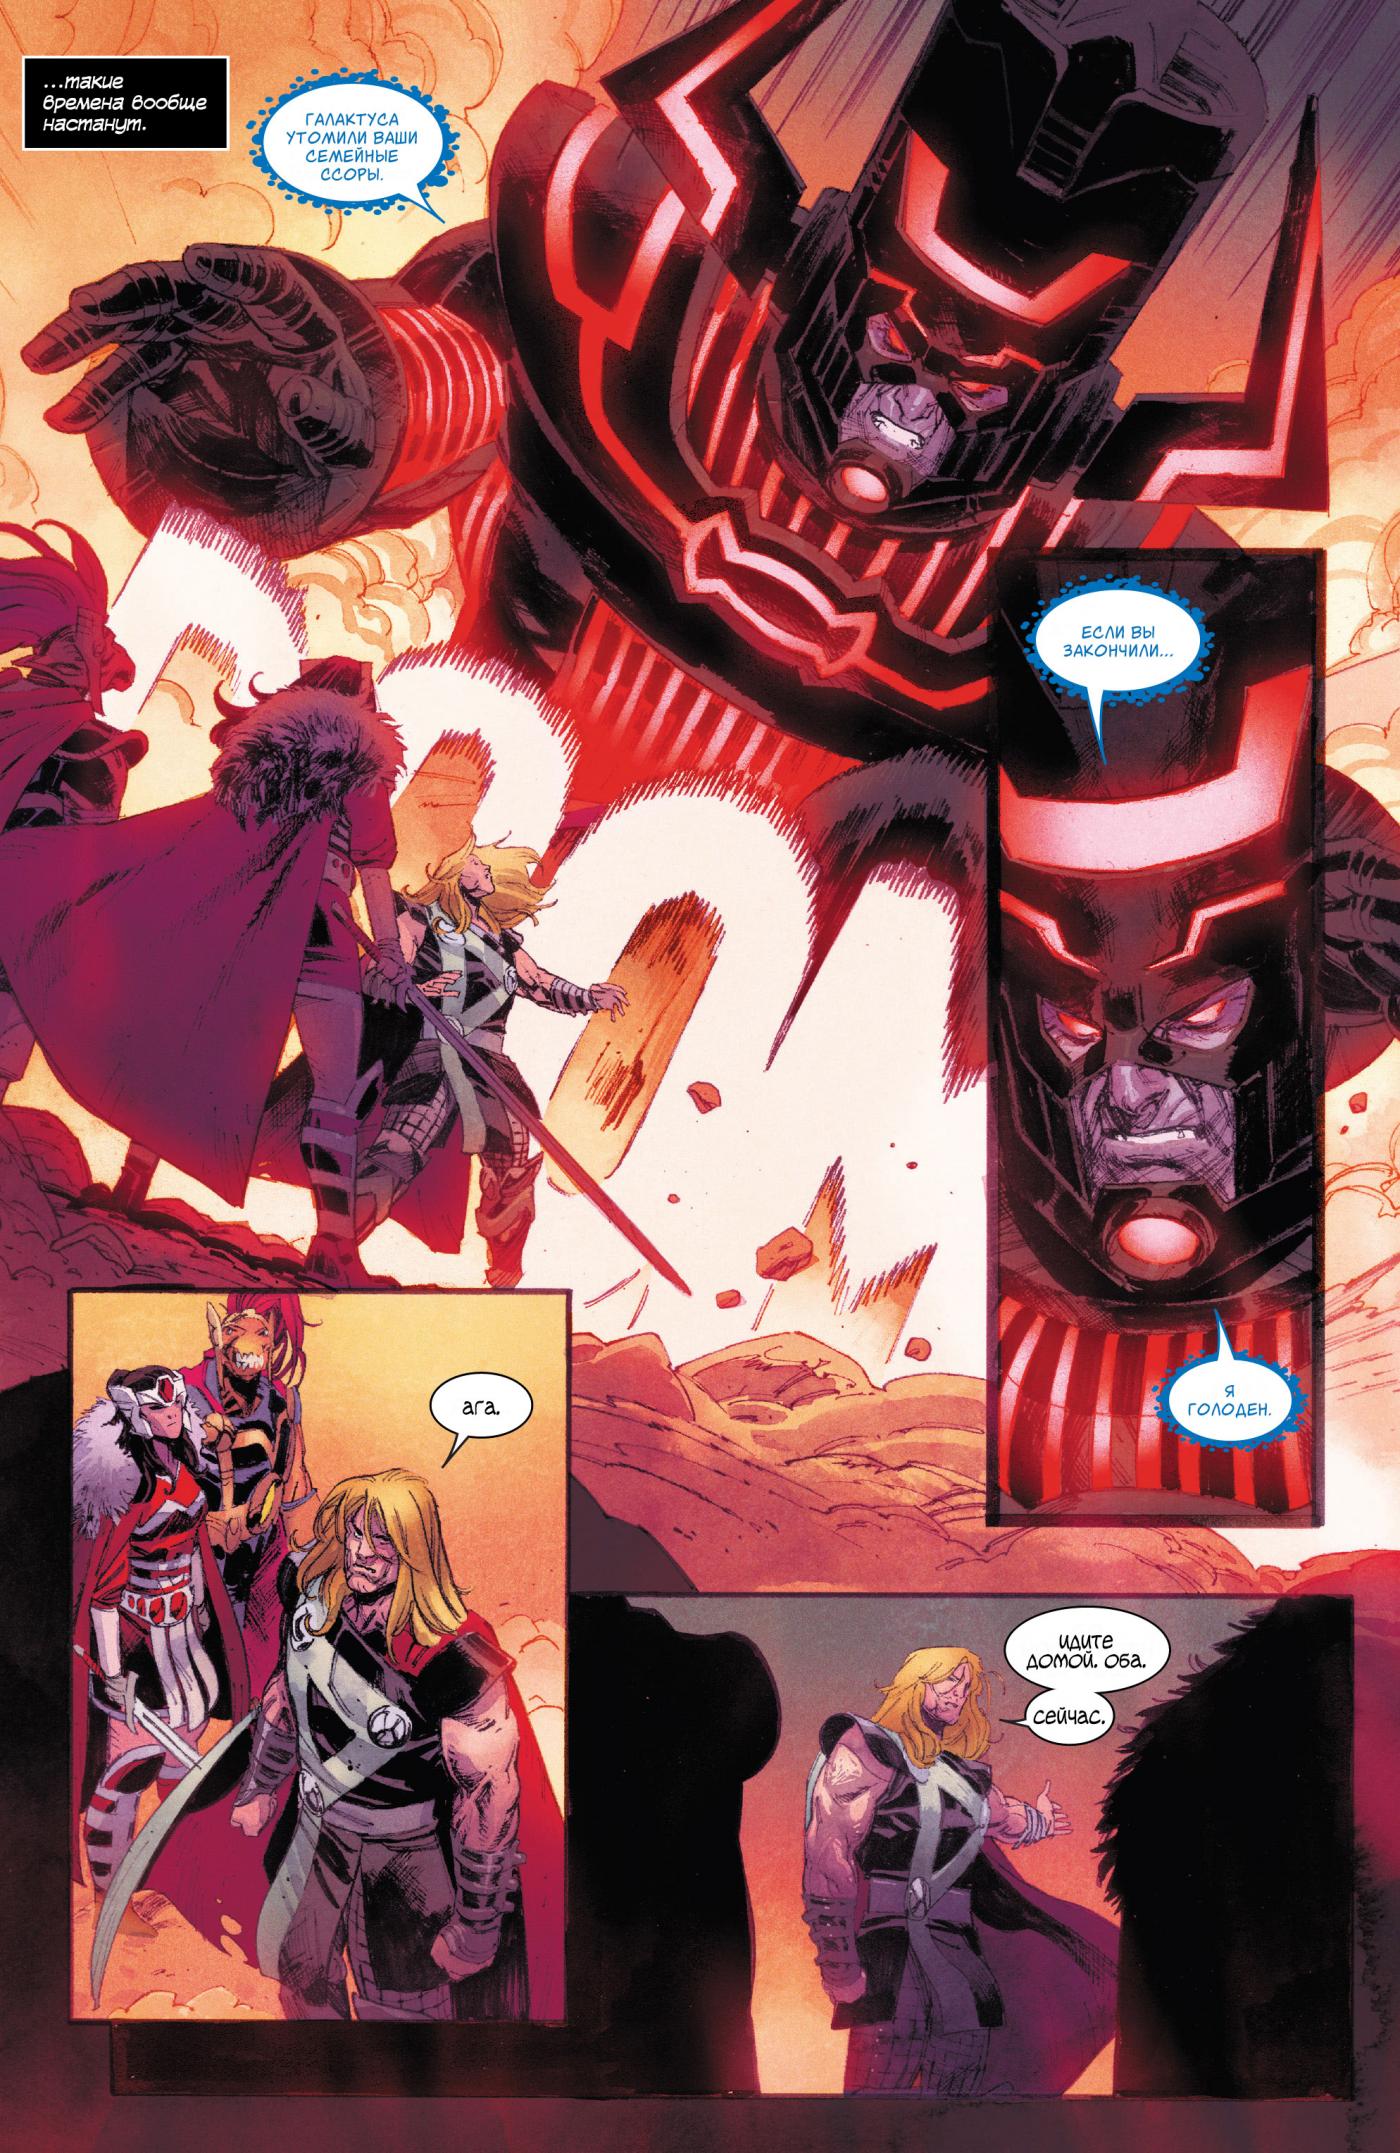 ...такие
времена вообще
настанут.
ГАЛАКТУСА
УТОМИЛИ ВАШИ
СЕМЕЙНЫЕ
ССОРЫ.
ЕСЛИ ВЫ
ЗАКОНЧИЛИ...
Я
ГОЛОДЕН.
ага.
идите
домой. оба.
сейчас.